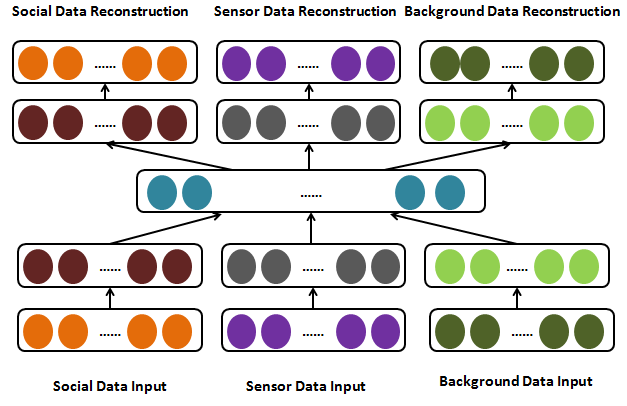 Social Data Reconstruction Sensor Data Reconstruction Background Data Reconstruction
...... ...... ......
...... ...... ......
......
...... ...... ......
...... ...... ......
Social Data Input Sensor Data Input Background Data Input